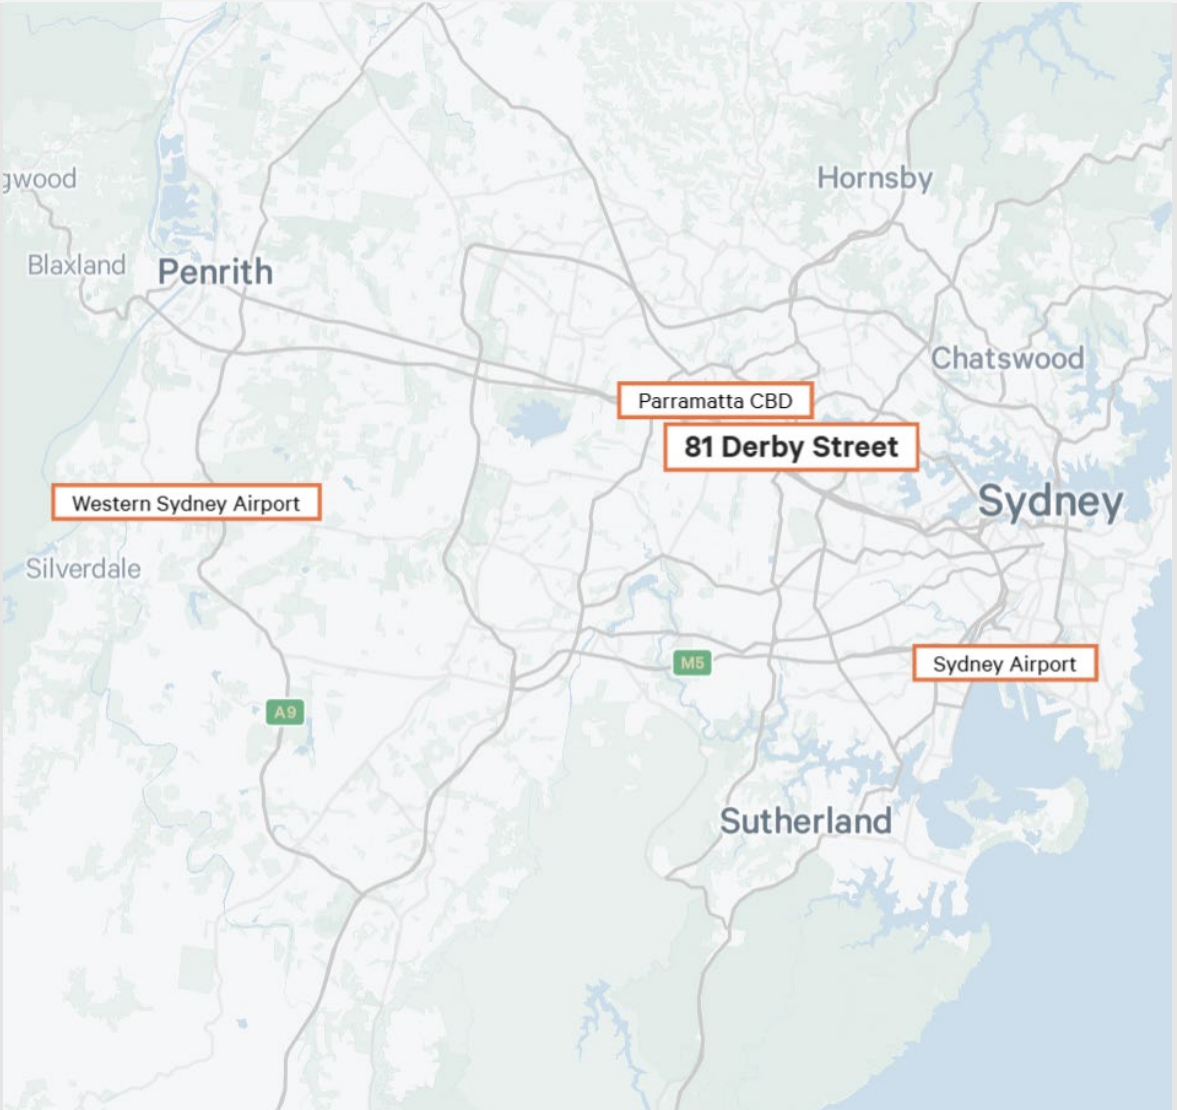 Hornsby
gwood
Blaxland
Penrith
Chatswood
Parramatta CBD
81 Derby Street
Sydney
Western Sydney Airport
Silverdale
M5
Sydney Airport
A9
Sutherland